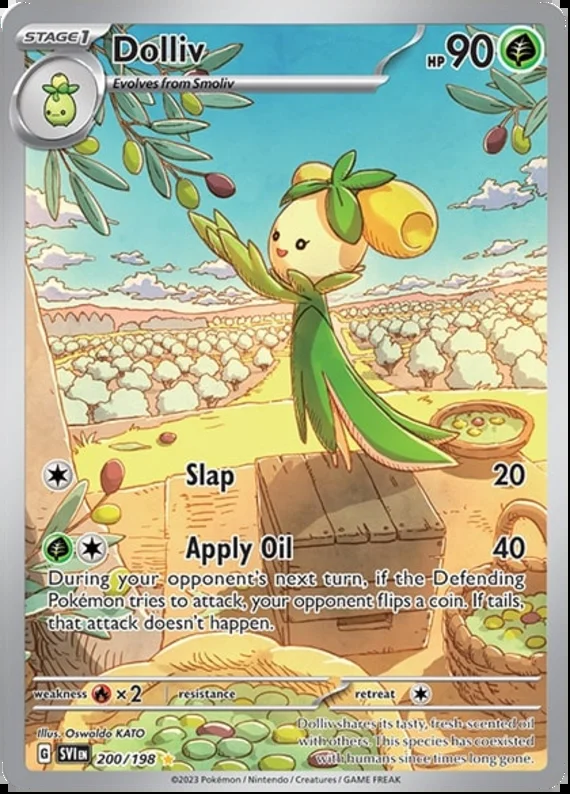 STAGE1
Dolliv
HP 90
Evolves from Smoliv
Slap 20
Apply Oil 40
During your opponent's next turn, if the Defending
Pokémon tries to attack, your opponent flips a coin. If tails,
that attack doesn't happen.
weakness ×2 resistance retreat
Illus. Oswaldo KATO
Dolliv shares its tasty, fresh-scented oil
with others. This species has coexisted
with humans since times long gone.
G SVI EN 200/198
©2023 Pokémon / Nintendo / Creatures / GAME FREAK